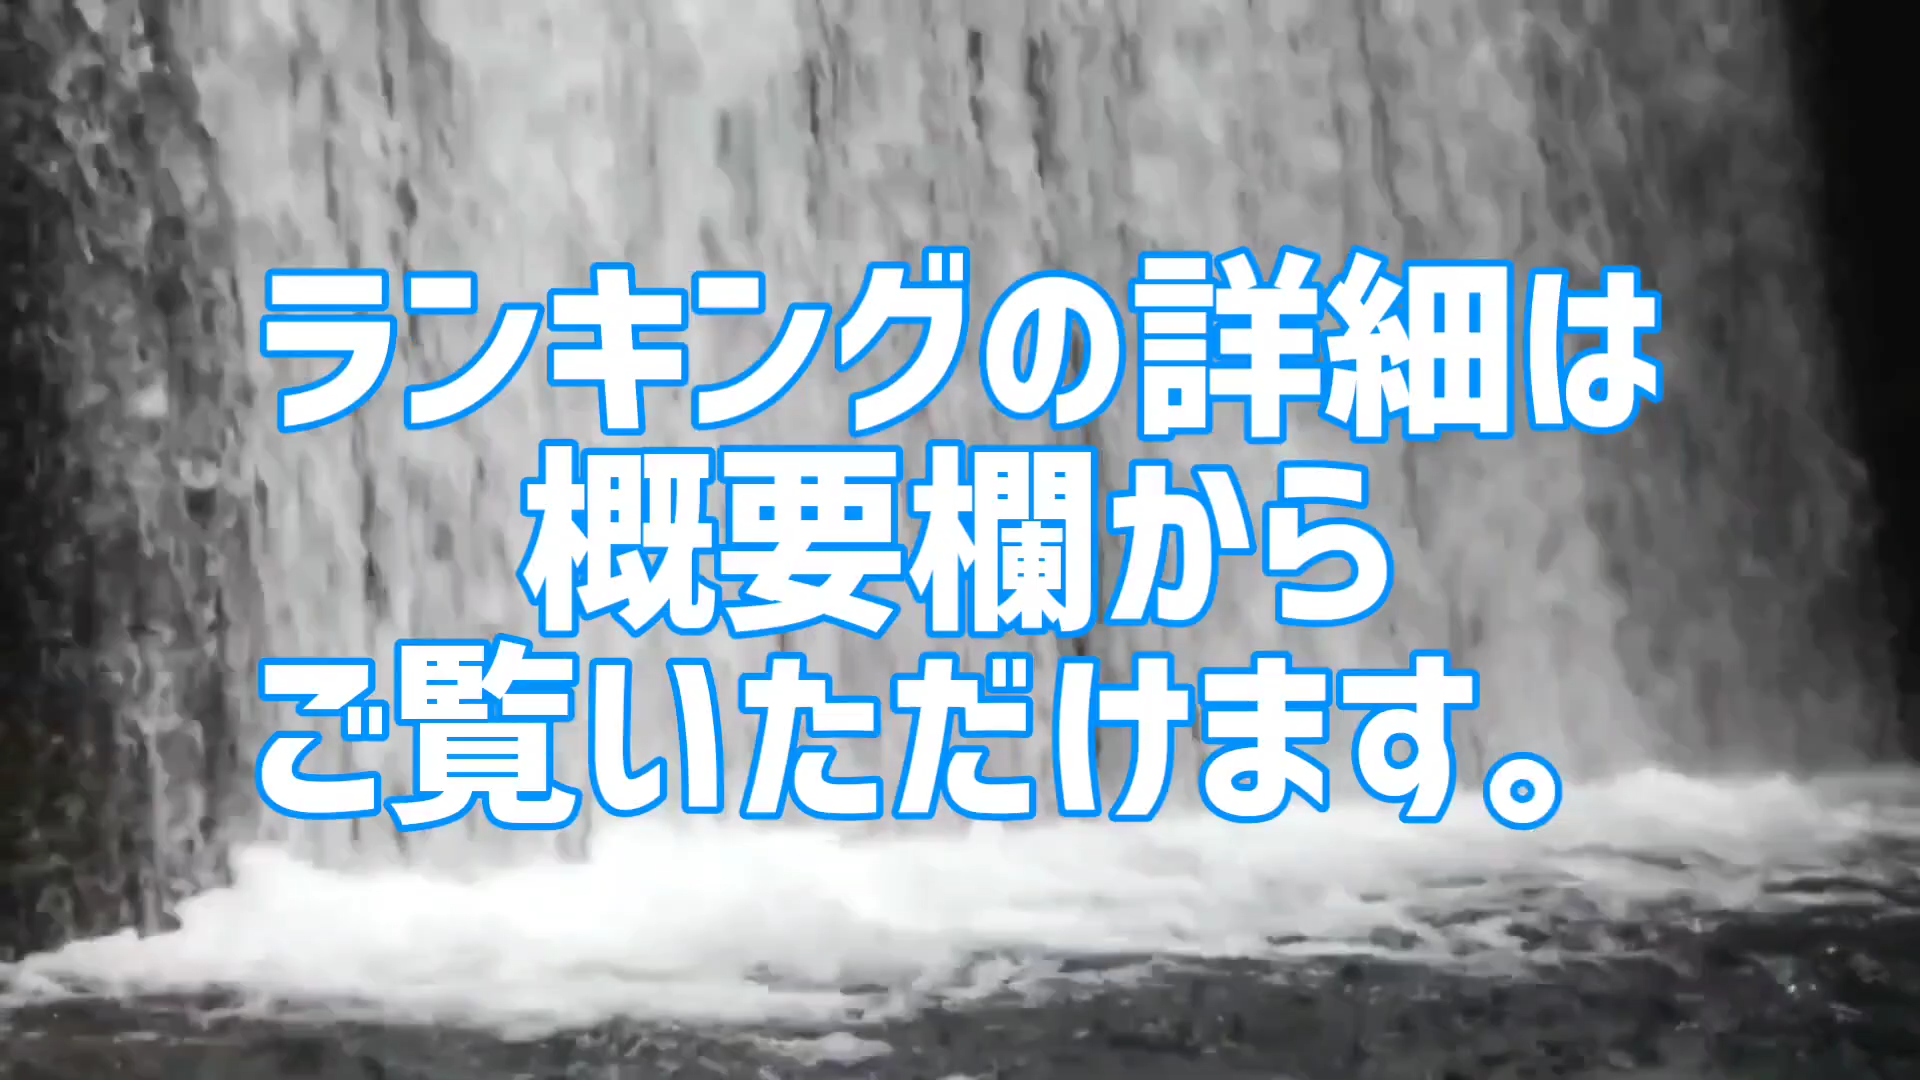 ランキングの詳細は
概要欄から
ご覧いただけます。